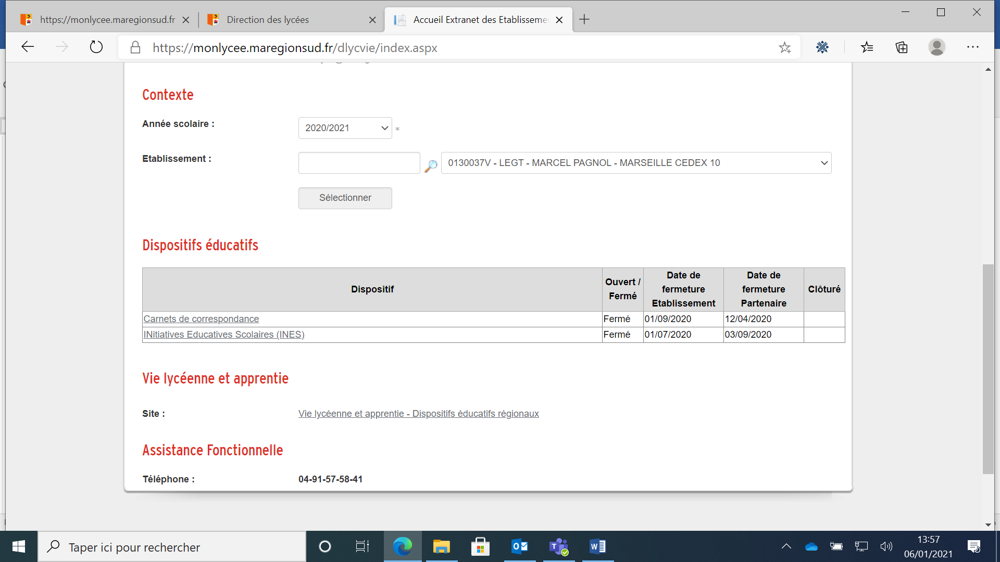 https://monlycee.maregionsud.fr
Direction des lycées
Accueil Extranet des Etablisseme
https://monlycee.maregionsud.fr/dlycvie/index.aspx
Contexte
Année scolaire :
2020/2021
*
Etablissement :
0130037V - LEGT - MARCEL PAGNOL - MARSEILLE CEDEX 10
Sélectionner
Dispositifs éducatifs
Dispositif
Ouvert / Fermé
Date de fermeture Etablissement
Date de fermeture Partenaire
Clôturé
Carnets de correspondance Fermé 01/09/2020 12/04/2020
INitiatives Educatives Scolaires (INES) Fermé 01/07/2020 03/09/2020
Vie lycéenne et apprentie
Site :
Vie lycéenne et apprentie - Dispositifs éducatifs régionaux
Assistance Fonctionnelle
Téléphone :
04-91-57-58-41
Taper ici pour rechercher
13:57
06/01/2021